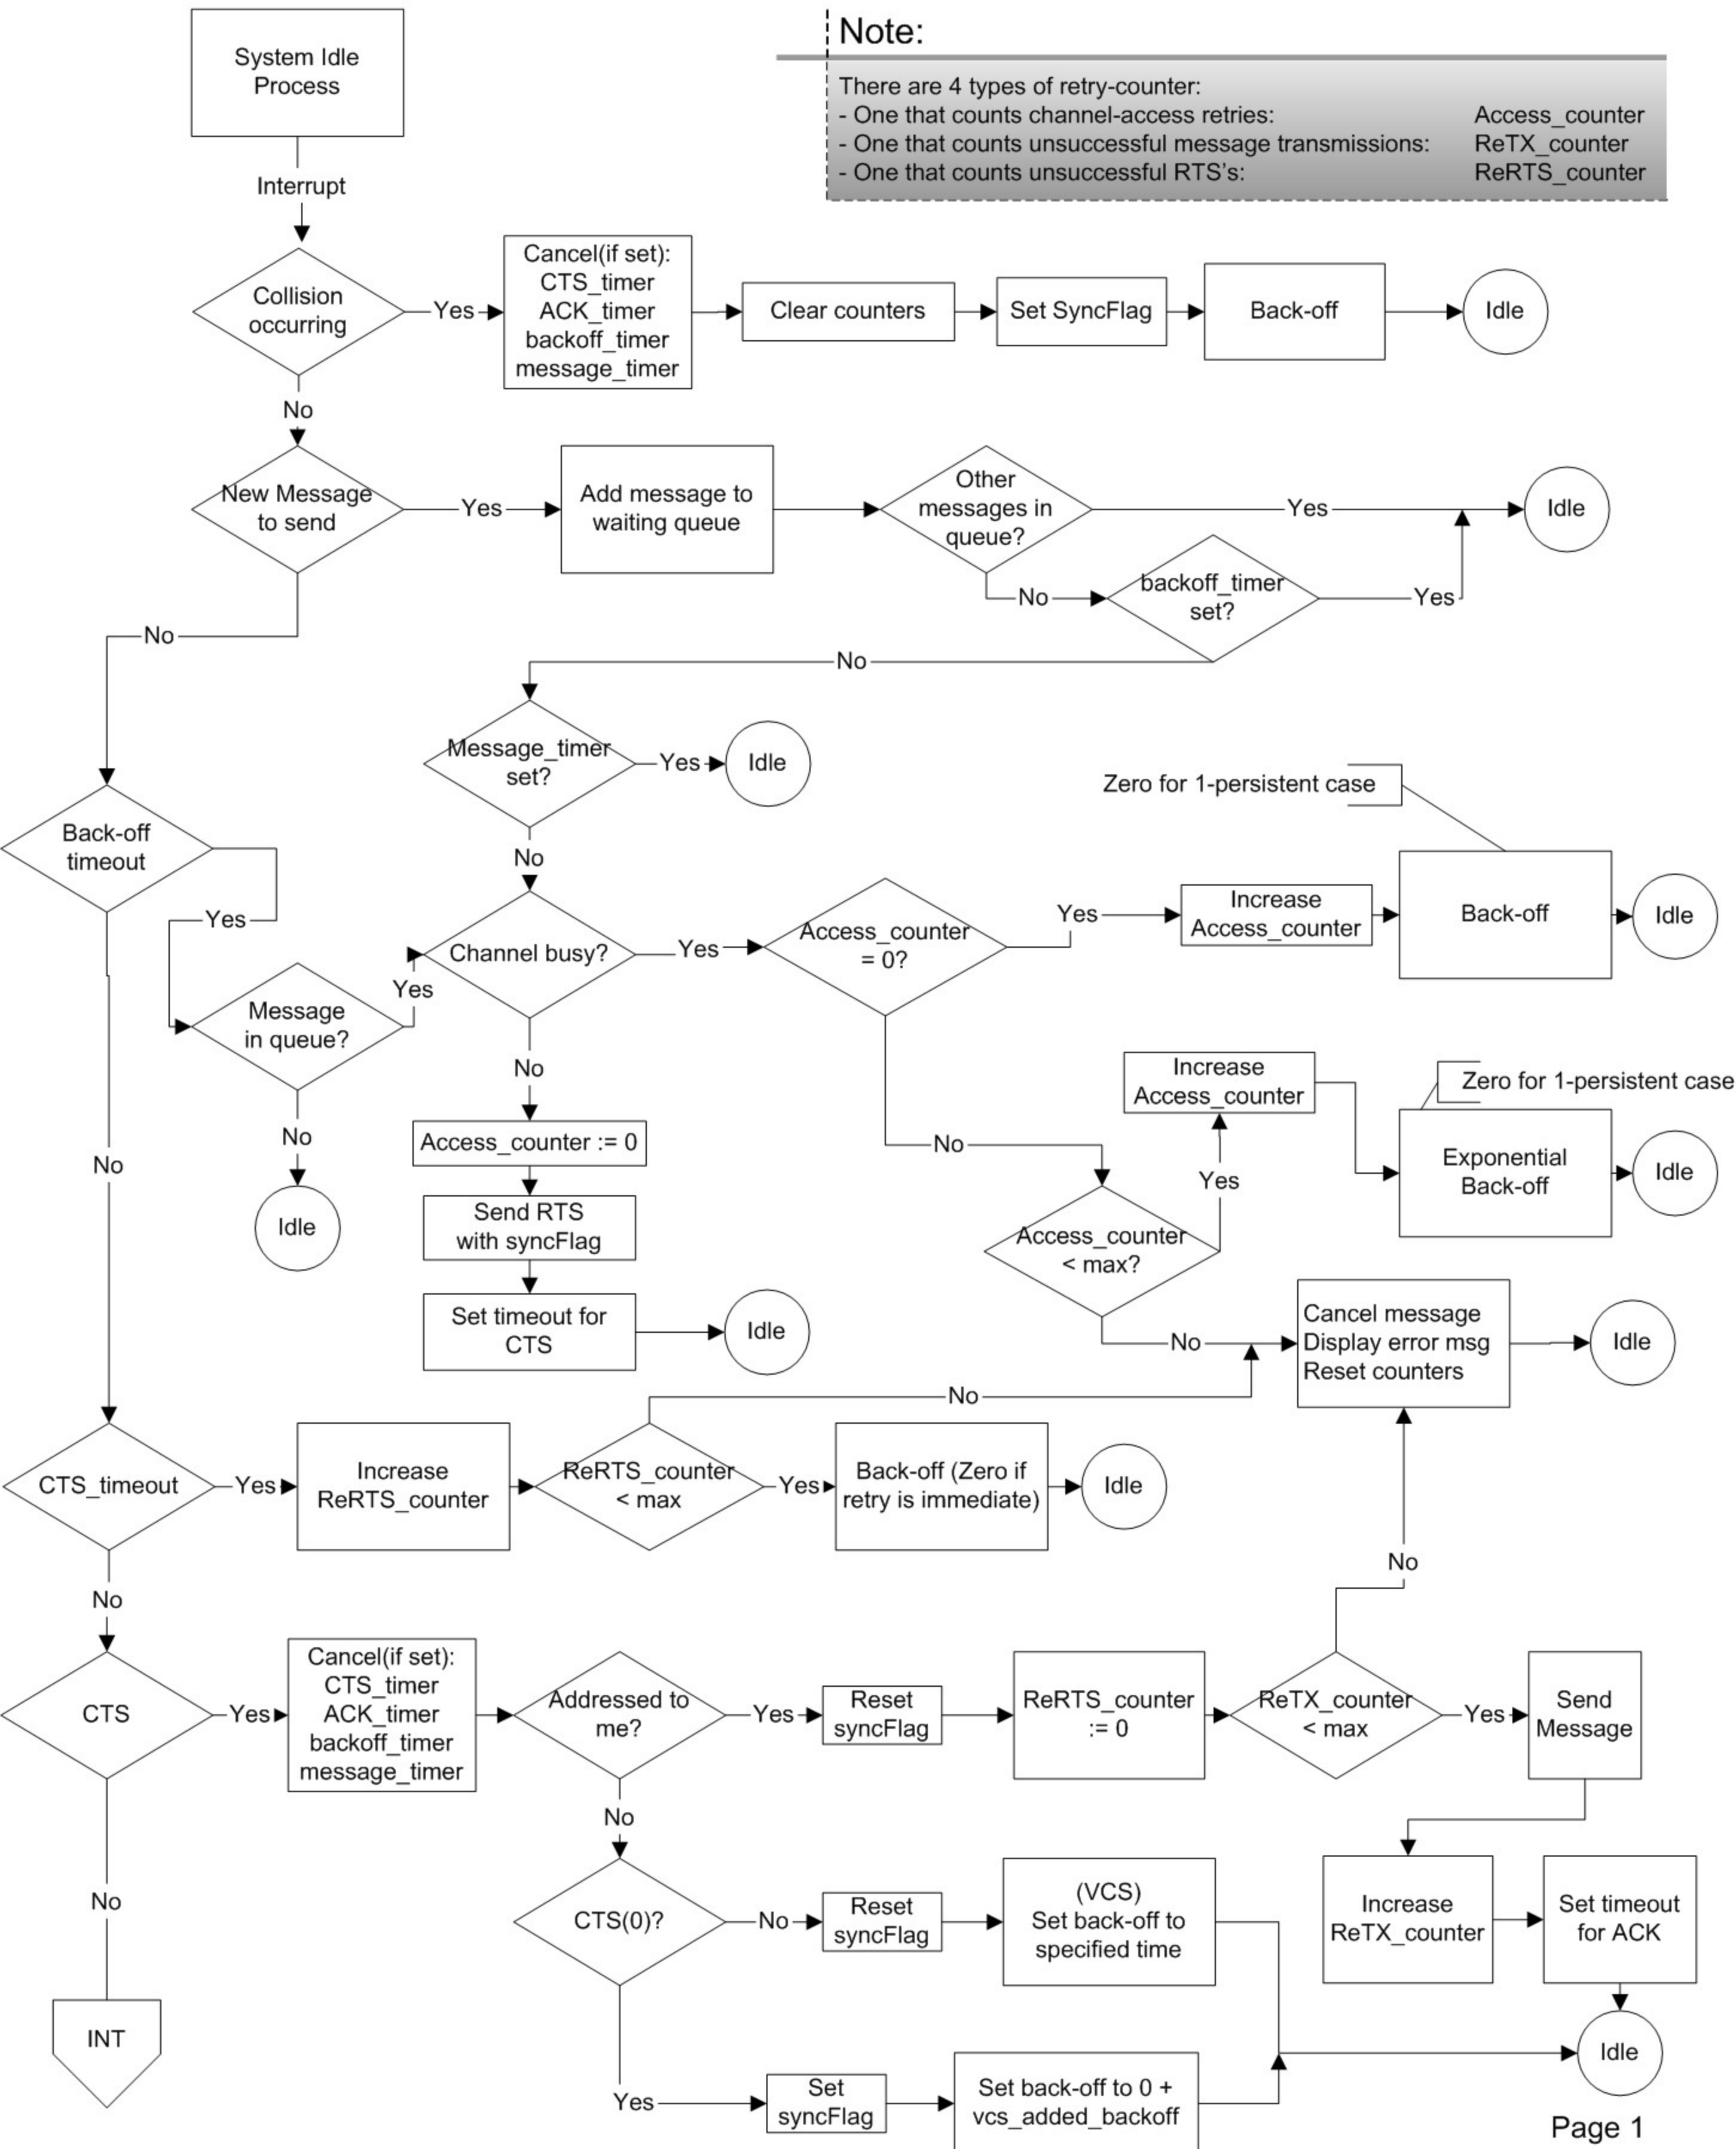 System Idle
Process
Note:
There are 4 types of retry-counter:
- One that counts channel-access retries: Access_counter
- One that counts unsuccessful message transmissions: ReTX_counter
- One that counts unsuccessful RTS's: ReRTS_counter
Interrupt
Collision
occurring
Yes
Cancel(if set):
CTS_timer
ACK_timer
backoff_timer
message_timer
Clear counters
Set SyncFlag
Back-off
Idle
No
New Message
to send
Yes
Add message to
waiting queue
Other
messages in
queue?
Yes
Idle
No
backoff_timer
set?
Yes
No
No
Message_timer
set?
Yes
Idle
No
Zero for 1-persistent case
Back-off
timeout
Yes
Message
in queue?
Yes
No
Idle
Channel busy?
Yes
Access_counter
= 0?
Yes
Increase
Access_counter
Back-off
Idle
No
Access_counter := 0
Send RTS
with syncFlag
Set timeout for
CTS
Idle
No
Access_counter
< max?
Yes
Increase
Access_counter
Zero for 1-persistent case
Exponential
Back-off
Idle
No
Cancel message
Display error msg
Reset counters
Idle
No
No
CTS_timeout
Yes
Increase
ReRTS_counter
ReRTS_counter
< max
Yes
Back-off (Zero if
retry is immediate)
Idle
No
No
CTS
Yes
Cancel(if set):
CTS_timer
ACK_timer
backoff_timer
message_timer
Addressed to
me?
Yes
Reset
syncFlag
ReRTS_counter
:= 0
ReTX_counter
< max
Yes
Send
Message
No
CTS(0)?
No
Reset
syncFlag
(VCS)
Set back-off to
specified time
Increase
ReTX_counter
Set timeout
for ACK
No
INT
Idle
Yes
Set
syncFlag
Set back-off to 0 +
vcs_added_backoff
Page 1